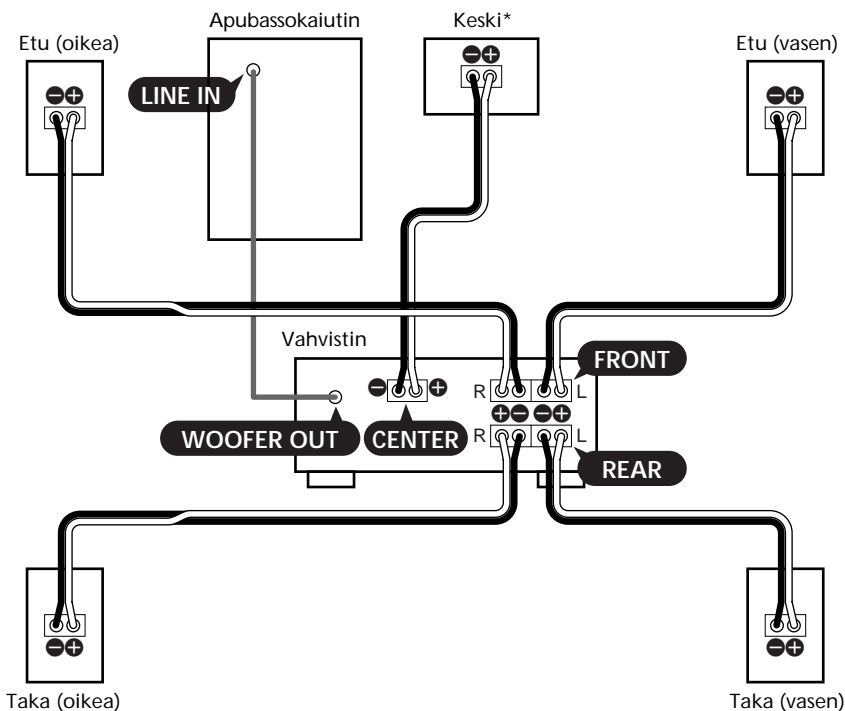 Apubassokaiutin
Keski*
Etu (oikea)
Etu (vasen)
LINE IN
Vahvistin
FRONT
R
L
WOOFER OUT
CENTER
R
L
REAR
Taka (oikea)
Taka (vasen)